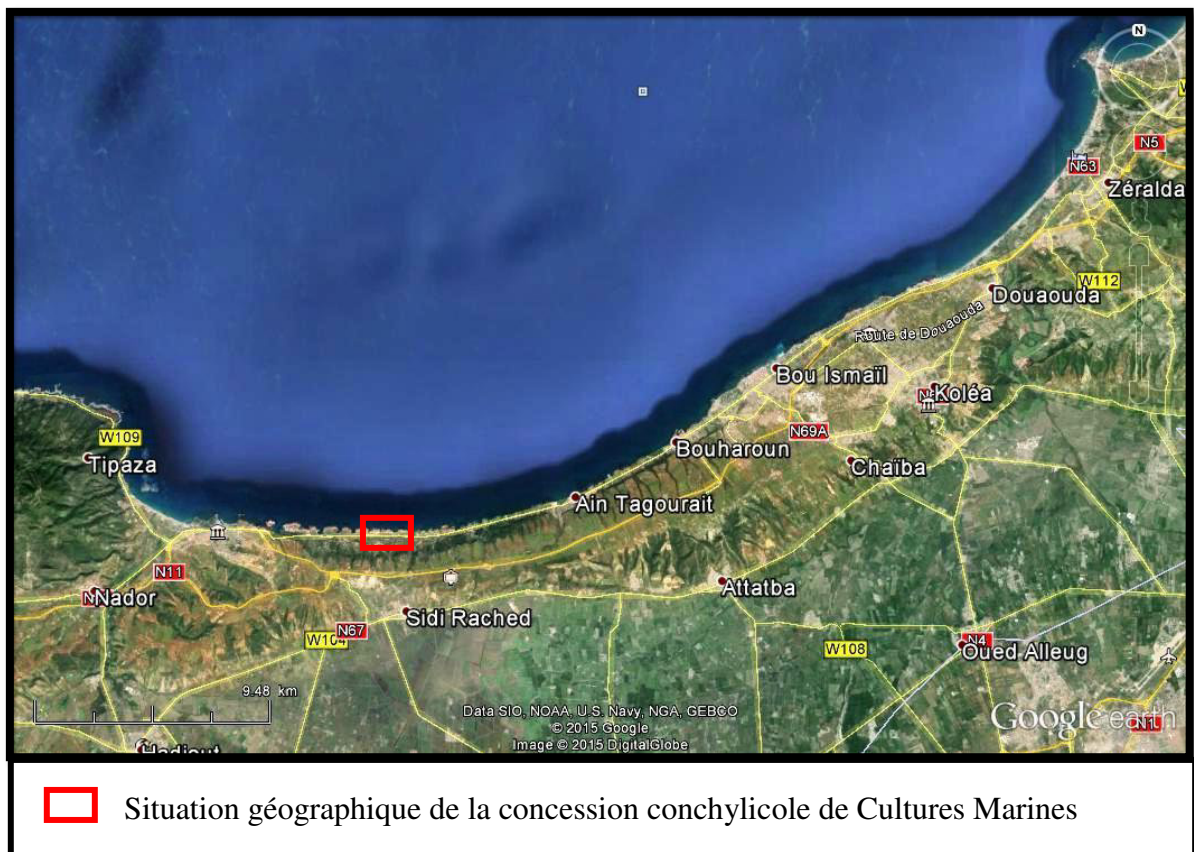 N
N5
N63
Zéralda
W112
Douaouda
Route de Douaouda
Bou Ismaïl
Koléa
N69A
W109
Bouharoun
Tipaza
Chaïba
Ain Tagourait
N11
Attatba
Nador
Sidi Rached
N67
W104
N4
W108
Oued Alleug
9.48 km
Data SIO, NOAA, U.S. Navy, NGA, GEBCO
© 2015 Google
Image © 2015 DigitalGlobe
Google earth
N1
Situation géographique de la concession conchylicole de Cultures Marines